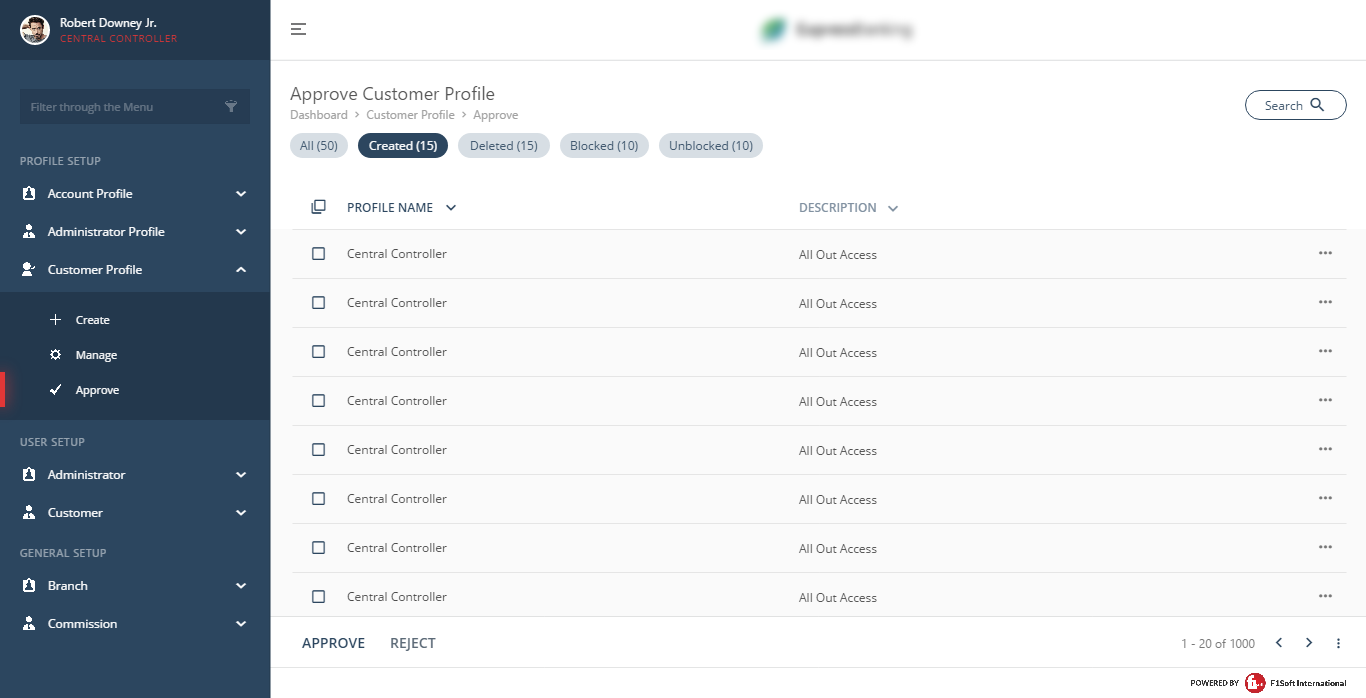 Robert Downey Jr.
CENTRAL CONTROLLER
Filter through the Menu
PROFILE SETUP
Account Profile
Administrator Profile
Customer Profile
Create
Manage
Approve
USER SETUP
Administrator
Customer
GENERAL SETUP
Branch
Commission
Approve Customer Profile
Dashboard > Customer Profile > Approve
Search
All (50) Created (15) Deleted (15) Blocked (10) Unblocked (10)
PROFILE NAME DESCRIPTION
Central Controller All Out Access
Central Controller All Out Access
Central Controller All Out Access
Central Controller All Out Access
Central Controller All Out Access
Central Controller All Out Access
Central Controller All Out Access
Central Controller All Out Access
APPROVE REJECT 1 - 20 of 1000
POWERED BY F1Soft International